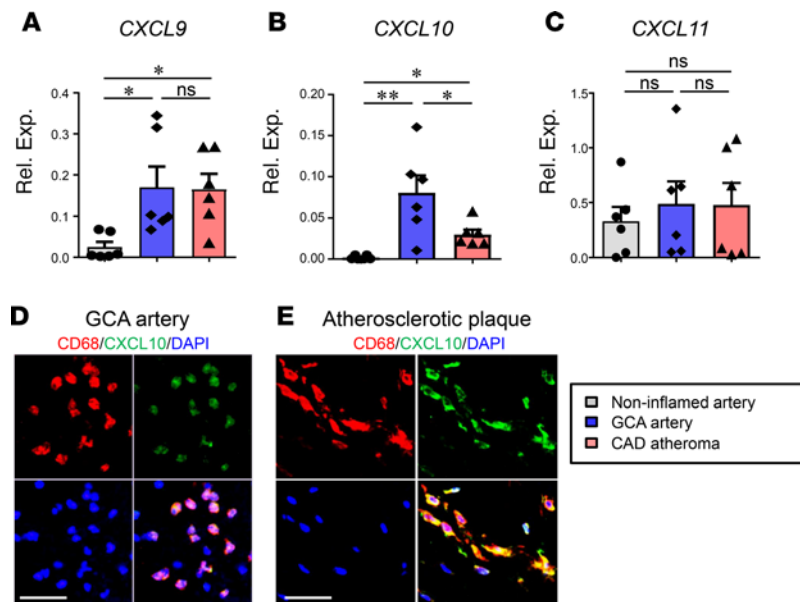 A CXCL9
Rel. Exp.
0.4
0.3
0.2
0.1
0.0
*
* ns
B CXCL10
Rel. Exp.
0.20
0.15
0.10
0.05
0.00
*
** *
C CXCL11
Rel. Exp.
1.5
1.0
0.5
0.0
ns
ns ns
D GCA artery
CD68/CXCL10/DAPI
E Atherosclerotic plaque
CD68/CXCL10/DAPI
Non-inflamed artery
GCA artery
CAD atheroma